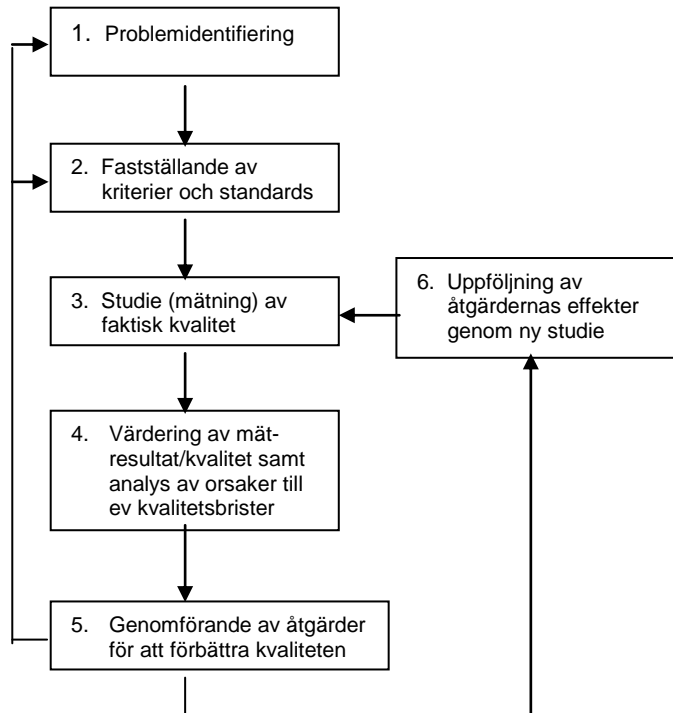 1. Problemidentifiering
2. Fastställande av
kriterier och standards
3. Studie (mätning) av
faktisk kvalitet
6. Uppföljning av
åtgärdernas effekter
genom ny studie
4. Värdering av mät-
resultat/kvalitet samt
analys av orsaker till
ev kvalitetsbrister
5. Genomförande av åtgärder
för att förbättra kvaliteten